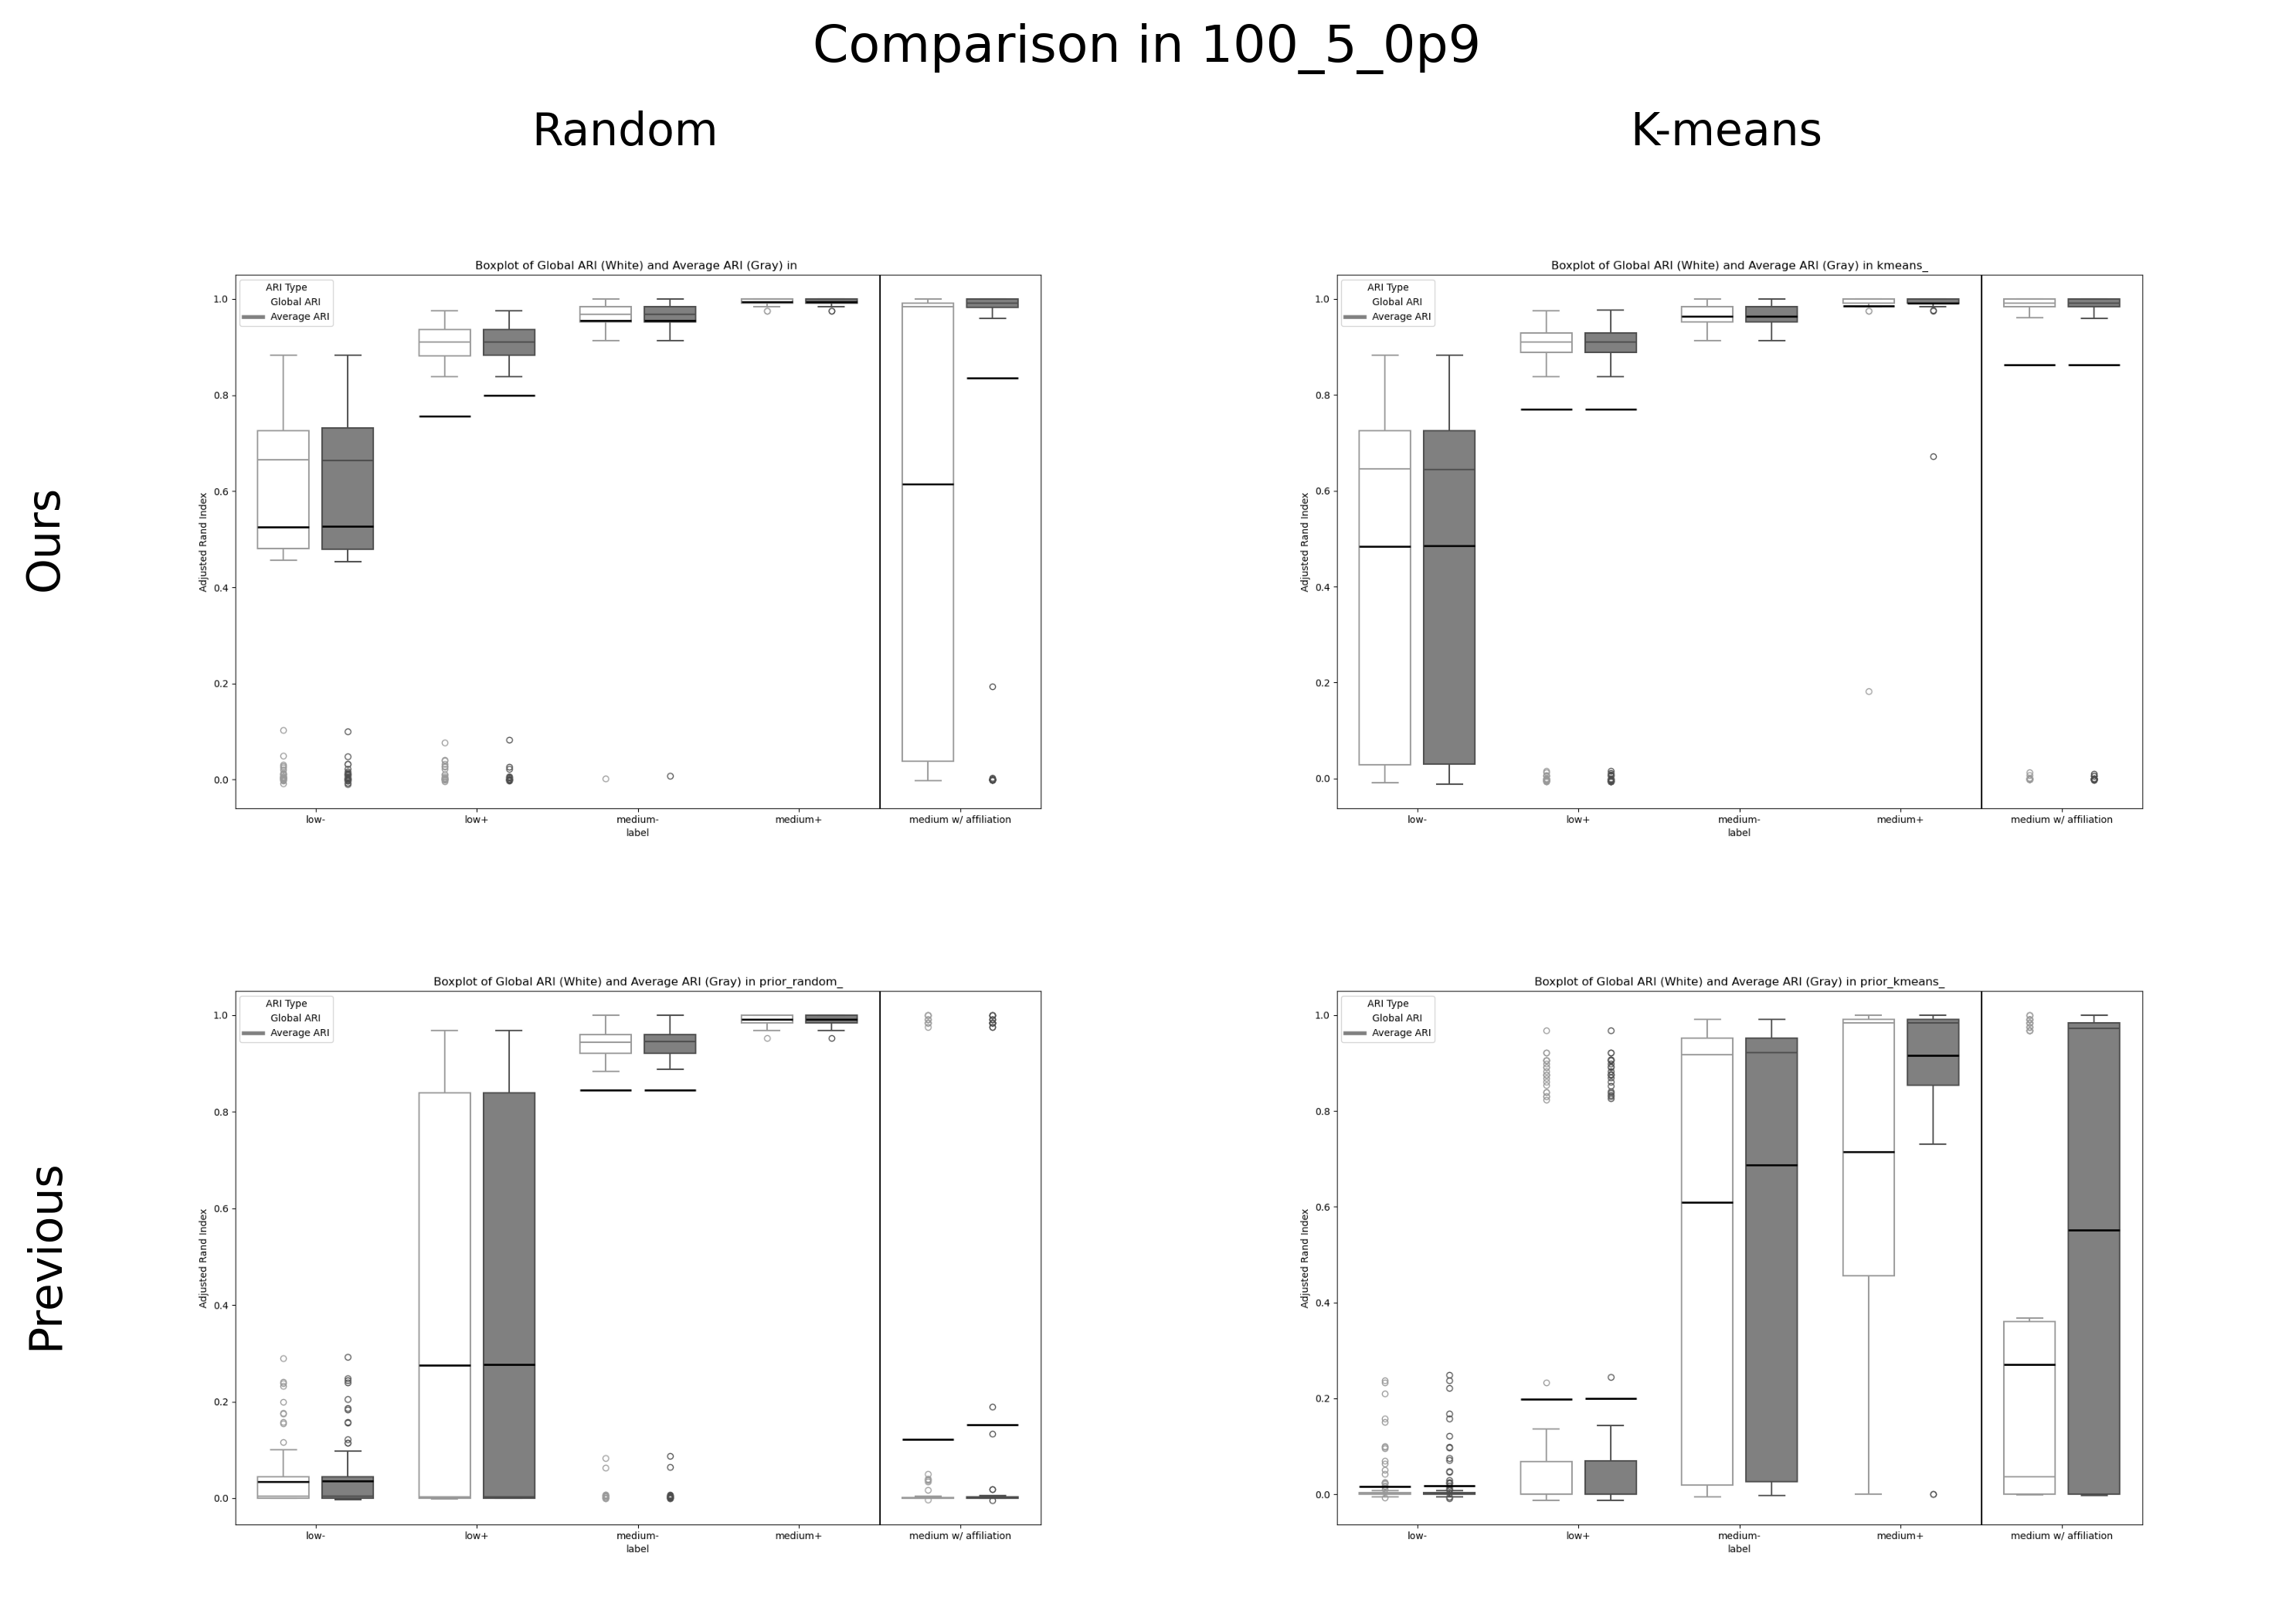 Comparison in 100_5_0p9
Random
K-means
Ours
Boxplot of Global ARI (White) and Average ARI (Gray) in
ARI Type
Global ARI
Average ARI
Adjusted Rand Index
1.0
0.8
0.6
0.4
0.2
0.0
low-
low+
medium-
medium+
medium w/ affiliation
label
Boxplot of Global ARI (White) and Average ARI (Gray) in kmeans_
ARI Type
Global ARI
Average ARI
Adjusted Rand Index
1.0
0.8
0.6
0.4
0.2
0.0
low-
low+
medium-
medium+
medium w/ affiliation
label
Previous
Boxplot of Global ARI (White) and Average ARI (Gray) in prior_random_
ARI Type
Global ARI
Average ARI
Adjusted Rand Index
1.0
0.8
0.6
0.4
0.2
0.0
low-
low+
medium-
medium+
medium w/ affiliation
label
Boxplot of Global ARI (White) and Average ARI (Gray) in prior_kmeans_
ARI Type
Global ARI
Average ARI
Adjusted Rand Index
1.0
0.8
0.6
0.4
0.2
0.0
low-
low+
medium-
medium+
medium w/ affiliation
label